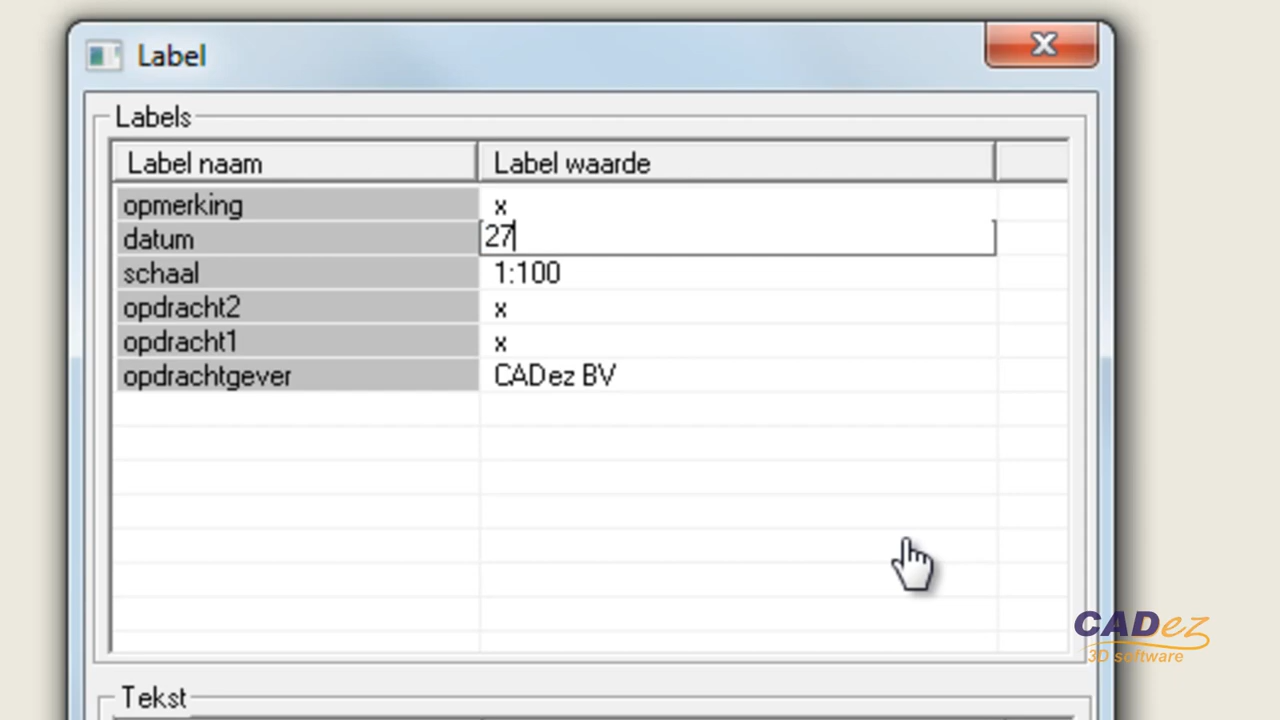 Label
Labels
Label naam Label waarde
opmerking x
datum 27
schaal 1:100
opdracht2 x
opdracht1 x
opdrachtgever CADez BV
CADez
3D software
Tekst